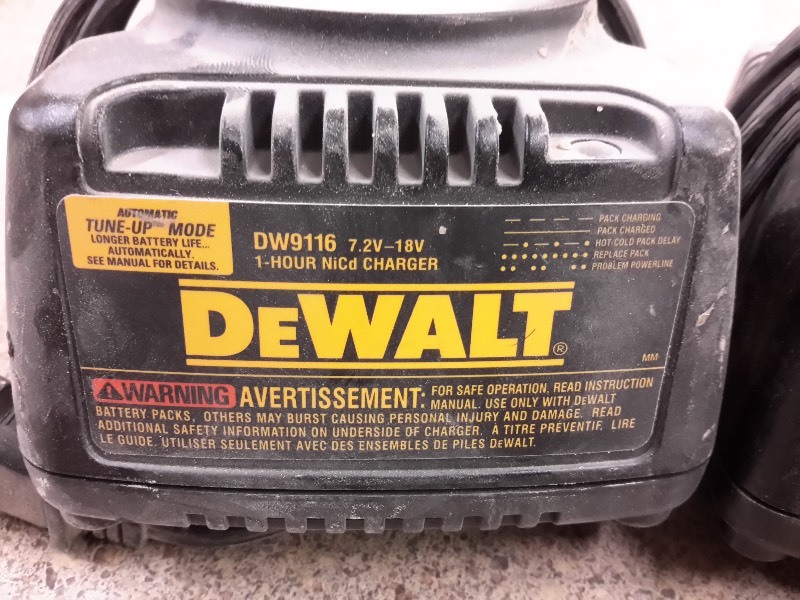 AUTOMATIC
TUNE-UP™ MODE
LONGER BATTERY LIFE...
AUTOMATICALLY.
SEE MANUAL FOR DETAILS.
DW9116 7.2V–18V
1-HOUR NiCd CHARGER
PACK CHARGING
PACK CHARGED
HOT/COLD PACK DELAY
REPLACE PACK
PROBLEM POWERLINE
DEWALT®
MM
WARNING AVERTISSEMENT: FOR SAFE OPERATION, READ INSTRUCTION
MANUAL. USE ONLY WITH DEWALT
BATTERY PACKS, OTHERS MAY BURST CAUSING PERSONAL INJURY AND DAMAGE. READ
ADDITIONAL SAFETY INFORMATION ON UNDERSIDE OF CHARGER. À TITRE PRÉVENTIF, LIRE
LE GUIDE. UTILISER SEULEMENT AVEC DES ENSEMBLES DE PILES DEWALT.